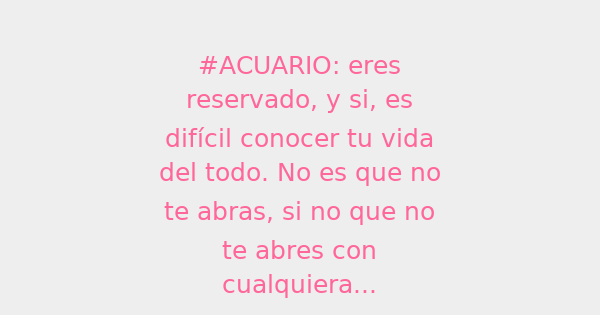 #ACUARIO: eres
reservado, y si, es
difícil conocer tu vida
del todo. No es que no
te abras, si no que no
te abres con
cualquiera...